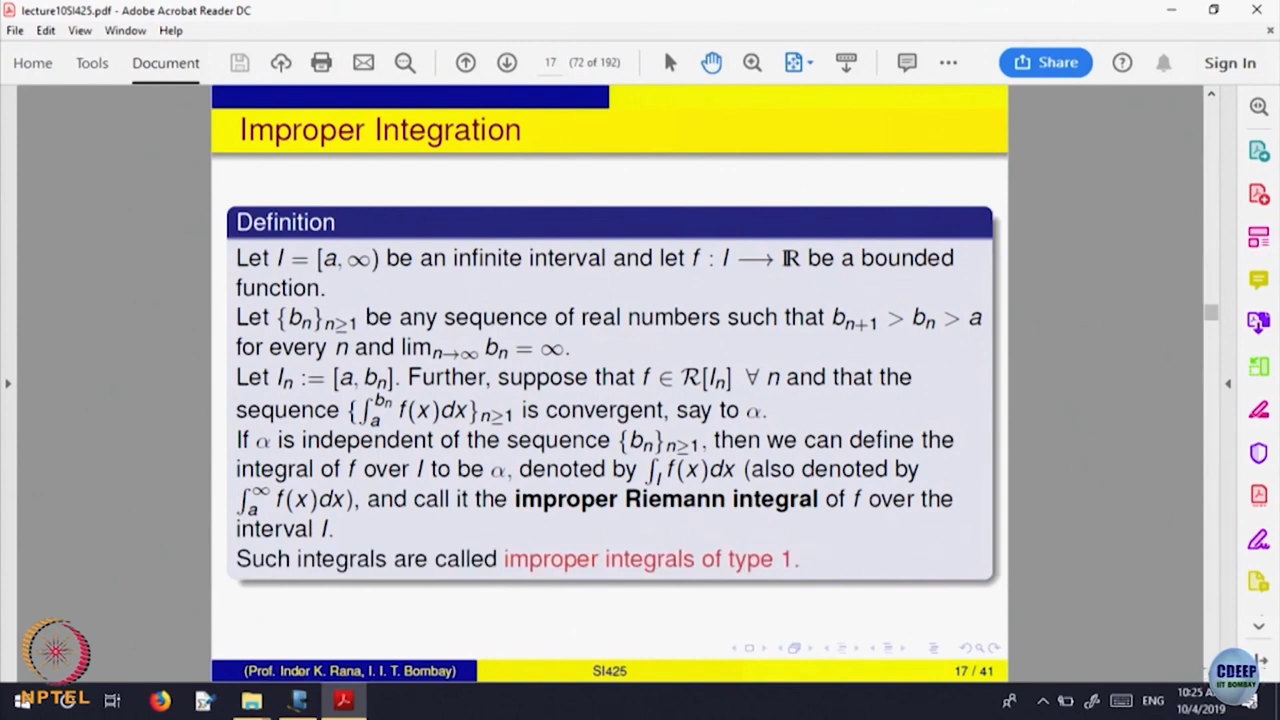 lecture10SI425.pdf - Adobe Acrobat Reader DC
File Edit View Window Help
Home Tools Document 17 (72 of 192) Share Sign In
Improper Integration
Definition
Let I = [a, ∞) be an infinite interval and let f : I ⟶ ℝ be a bounded
function.
Let {bₙ}ₙ≥₁ be any sequence of real numbers such that bₙ₊₁ > bₙ > a
for every n and limₙ→∞ bₙ = ∞.
Let Iₙ := [a, bₙ]. Further, suppose that f ∈ ℛ[Iₙ] ∀ n and that the
sequence {∫ₐ^{bₙ} f(x)dx}ₙ≥₁ is convergent, say to α.
If α is independent of the sequence {bₙ}ₙ≥₁, then we can define the
integral of f over I to be α, denoted by ∫_I f(x)dx (also denoted by
∫ₐ^∞ f(x)dx), and call it the improper Riemann integral of f over the
interval I.
Such integrals are called improper integrals of type 1.
(Prof. Inder K. Rana, I. I. T. Bombay) SI425 17 / 41
NPTEL
CDEEP
IIT BOMBAY
ENG
10:25 A
10/4/2019